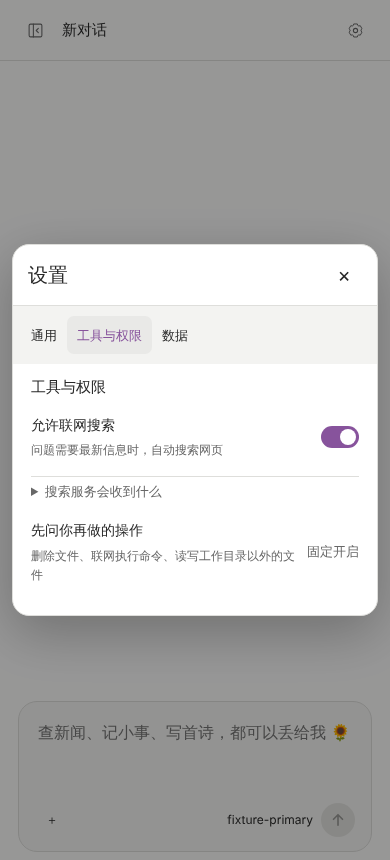 新对话
设置
通用 工具与权限 数据
工具与权限
允许联网搜索
问题需要最新信息时，自动搜索网页
搜索服务会收到什么
先问你再做的操作
删除文件、联网执行命令、读写工作目录以外的文
件
固定开启
查新闻、记小事、写首诗，都可以丢给我 🌻
+ fixture-primary